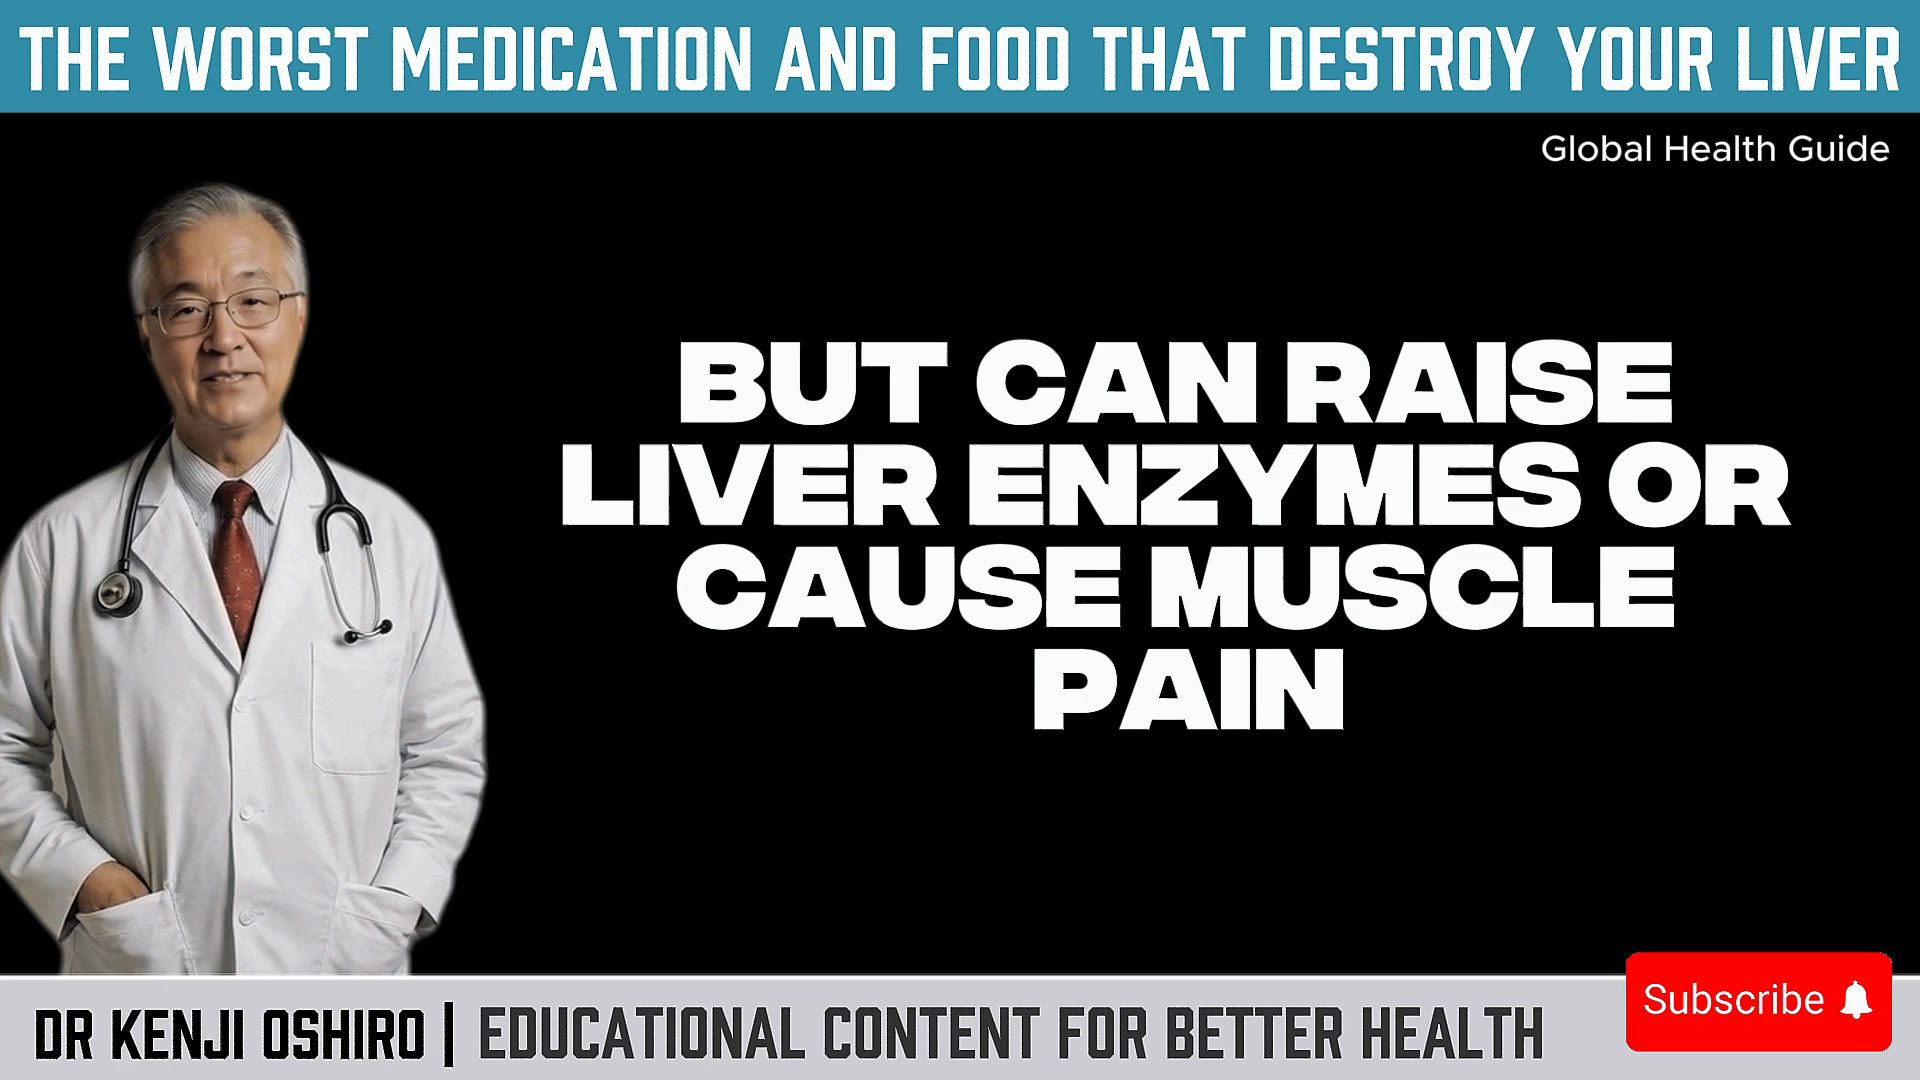 THE WORST MEDICATION AND FOOD THAT DESTROY YOUR LIVER
Global Health Guide
BUT CAN RAISE
LIVER ENZYMES OR
CAUSE MUSCLE
PAIN
DR KENJI OSHIRO | EDUCATIONAL CONTENT FOR BETTER HEALTH
Subscribe